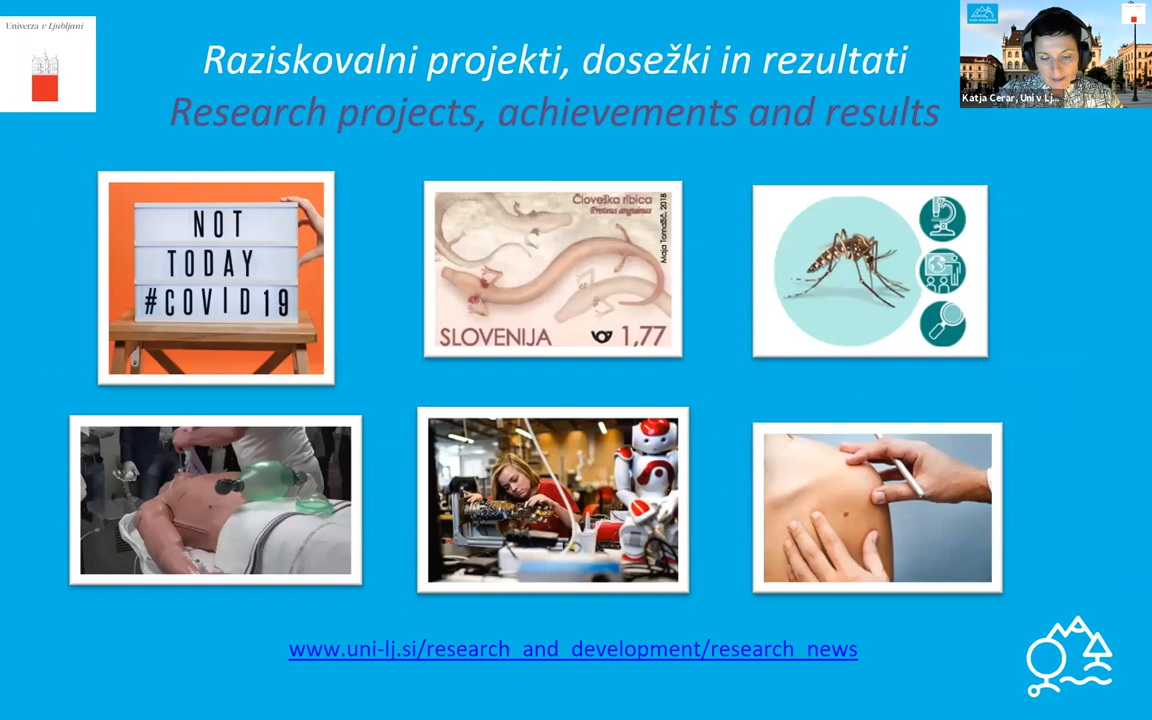 Univerza v Ljubljani
Raziskovalni projekti, dosežki in rezultati
Research projects, achievements and results
Katja Cerar, Uni v Lj...
NOT
TODAY
#COVID19
Človeška ribica
Proteus anguinus
Maja Tomažič, 2018
SLOVENIJA 1,77
www.uni-lj.si/research_and_development/research_news